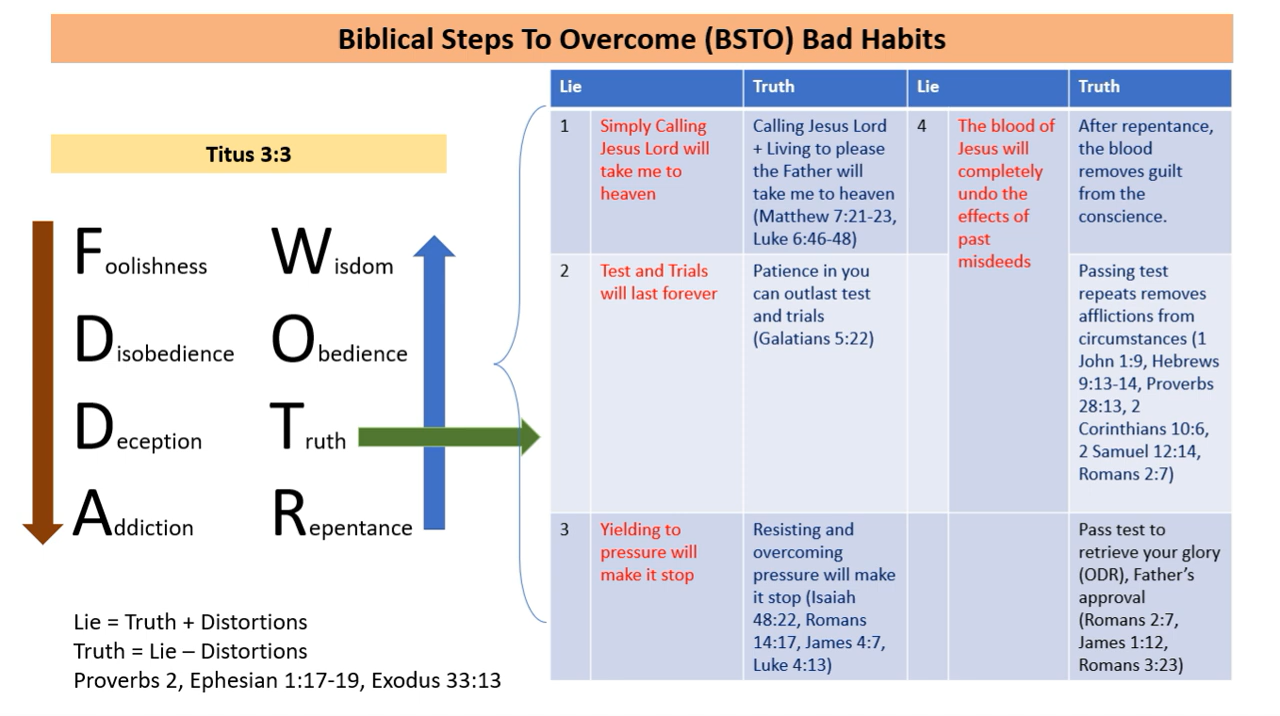 Biblical Steps To Overcome (BSTO) Bad Habits
Titus 3:3
Foolishness
Wisdom
Disobedience
Obedience
Deception
Truth
Addiction
Repentance
Lie = Truth + Distortions
Truth = Lie – Distortions
Proverbs 2, Ephesian 1:17-19, Exodus 33:13
Lie
Truth
Lie
Truth
1
Simply Calling
Jesus Lord will
take me to
heaven
Calling Jesus Lord
+ Living to please
the Father will
take me to heaven
(Matthew 7:21-23,
Luke 6:46-48)
4
The blood of
Jesus will
completely
undo the
effects of
past
misdeeds
After repentance,
the blood
removes guilt
from the
conscience.
2
Test and Trials
will last forever
Patience in you
can outlast test
and trials
(Galatians 5:22)
Passing test
repeats removes
afflictions from
circumstances (1
John 1:9, Hebrews
9:13-14, Proverbs
28:13, 2
Corinthians 10:6,
2 Samuel 12:14,
Romans 2:7)
3
Yielding to
pressure will
make it stop
Resisting and
overcoming
pressure will make
it stop (Isaiah
48:22, Romans
14:17, James 4:7,
Luke 4:13)
Pass test to
retrieve your glory
(ODR), Father’s
approval
(Romans 2:7,
James 1:12,
Romans 3:23)